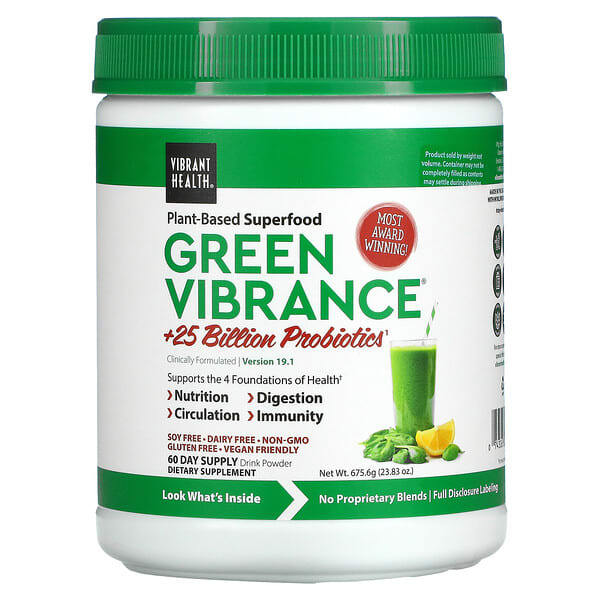 VIBRANT
HEALTH®
Product sold by weight not
volume. Container may not be
completely filled as contents
may settle during shipping.
Plant-Based Superfood
MOST
AWARD
WINNING!
GREEN
VIBRANCE®
+25 Billion Probiotics¹
Clinically Formulated | Version 19.1
Supports the 4 Foundations of Health†
Nutrition
Digestion
Circulation
Immunity
SOY FREE • DAIRY FREE • NON-GMO
GLUTEN FREE • VEGAN FRIENDLY
60 DAY SUPPLY Drink Powder
DIETARY SUPPLEMENT
Net Wt. 675.6g (23.83 oz.)
Look What's Inside
No Proprietary Blends | Full Disclosure Labeling